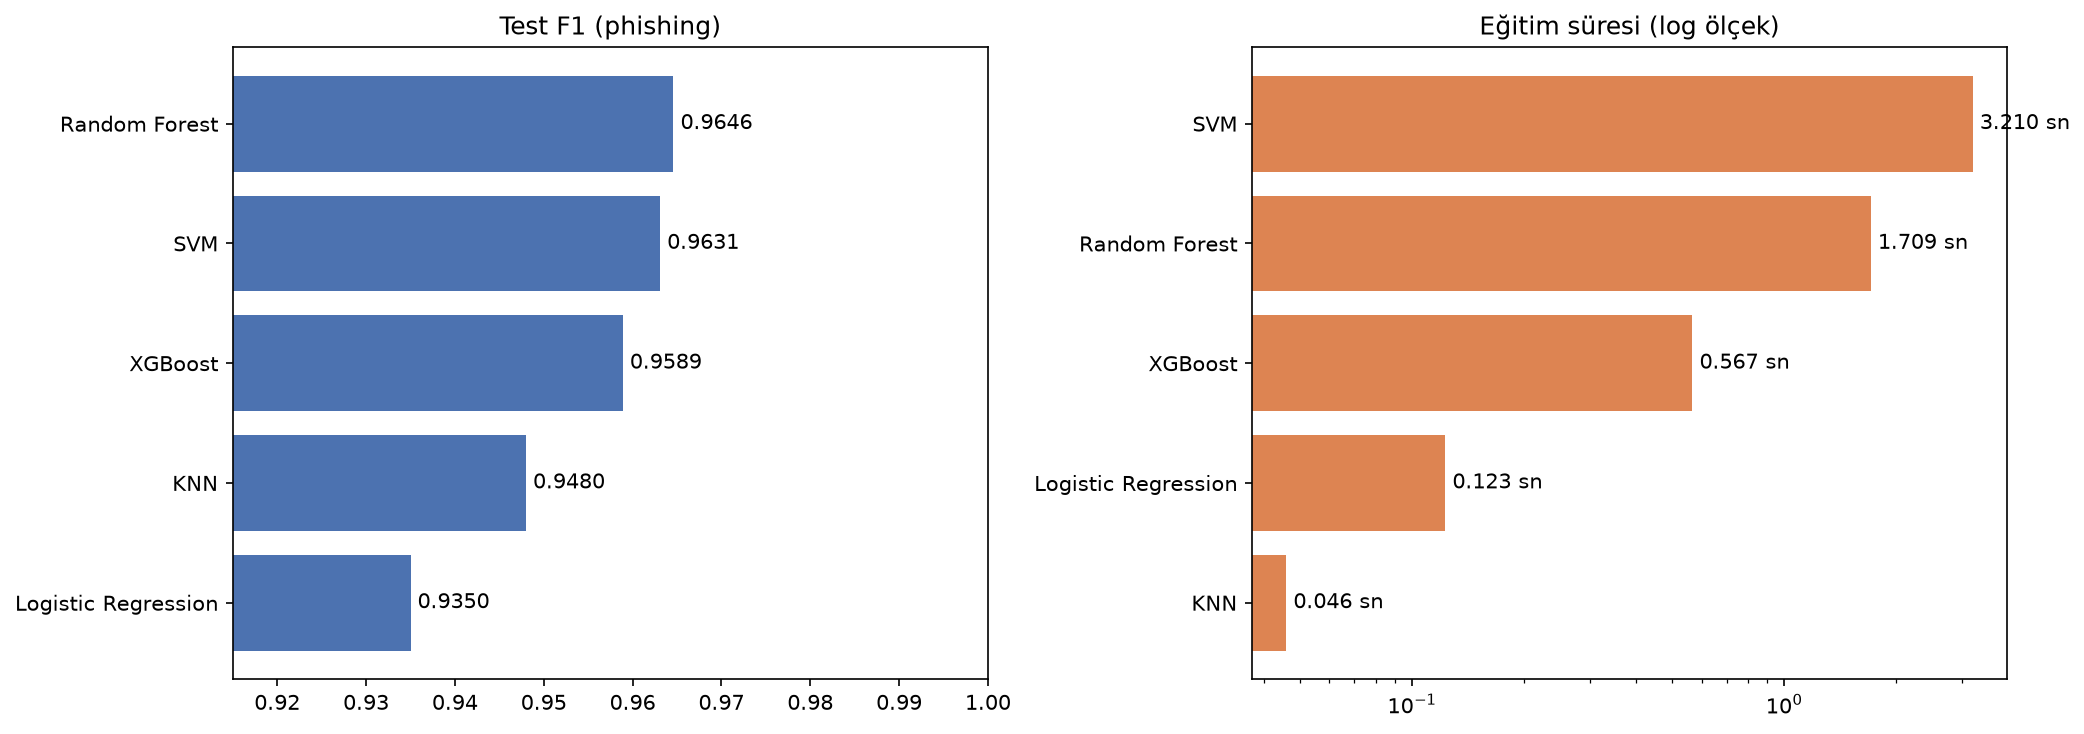 Test F1 (phishing)
Random Forest
0.9646
SVM
0.9631
XGBoost
0.9589
KNN
0.9480
Logistic Regression
0.9350
0.92 0.93 0.94 0.95 0.96 0.97 0.98 0.99 1.00
Eğitim süresi (log ölçek)
SVM
3.210 sn
Random Forest
1.709 sn
XGBoost
0.567 sn
Logistic Regression
0.123 sn
KNN
0.046 sn
10⁻¹ 10⁰